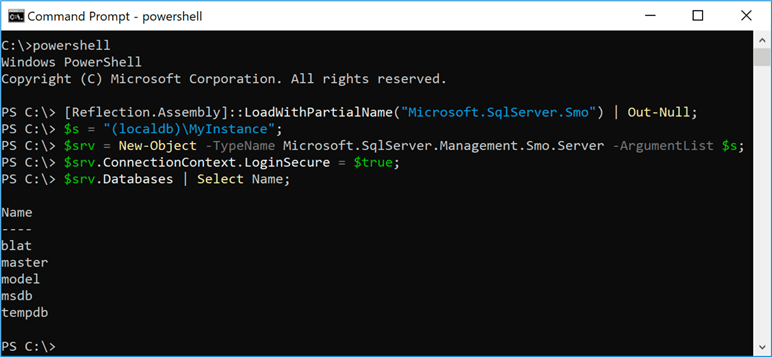 Command Prompt - powershell
C:\>powershell
Windows PowerShell
Copyright (C) Microsoft Corporation. All rights reserved.
PS C:\> [Reflection.Assembly]::LoadWithPartialName("Microsoft.SqlServer.Smo") | Out-Null;
PS C:\> $s = "(localdb)\MyInstance";
PS C:\> $srv = New-Object -TypeName Microsoft.SqlServer.Management.Smo.Server -ArgumentList $s;
PS C:\> $srv.ConnectionContext.LoginSecure = $true;
PS C:\> $srv.Databases | Select Name;
Name
----
blat
master
model
msdb
tempdb
PS C:\>